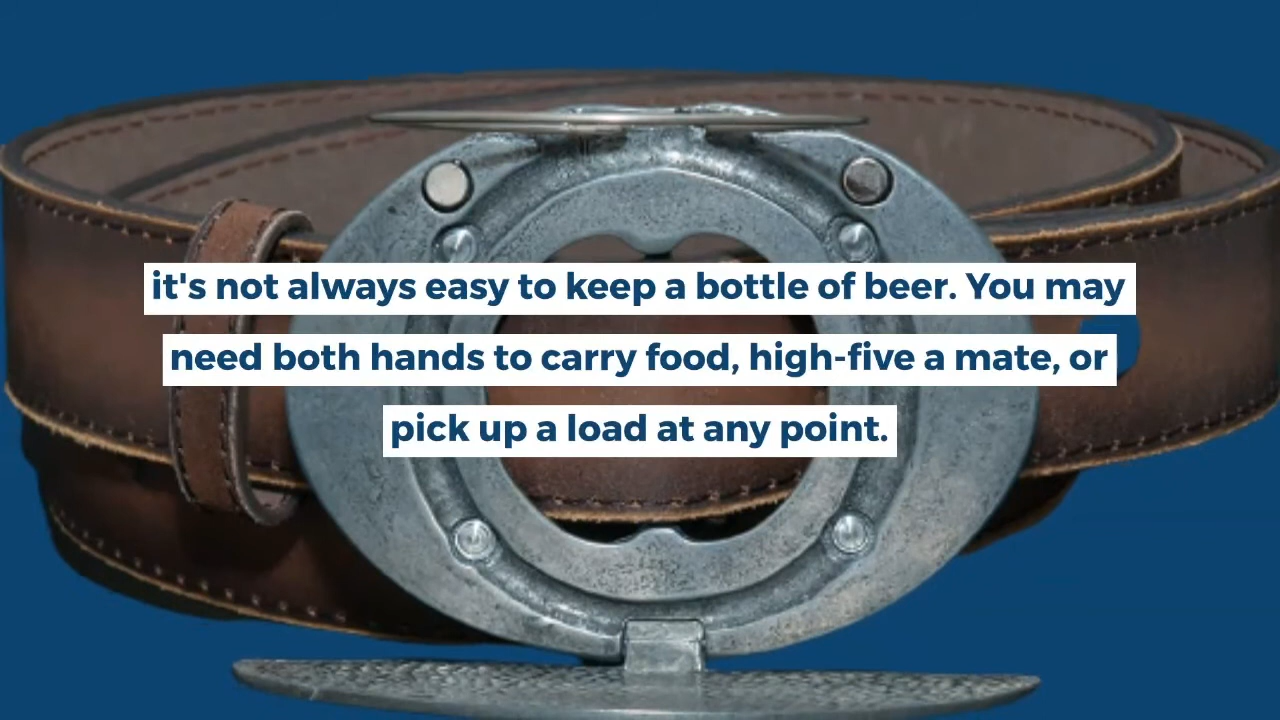 it's not always easy to keep a bottle of beer. You may
need both hands to carry food, high-five a mate, or
pick up a load at any point.